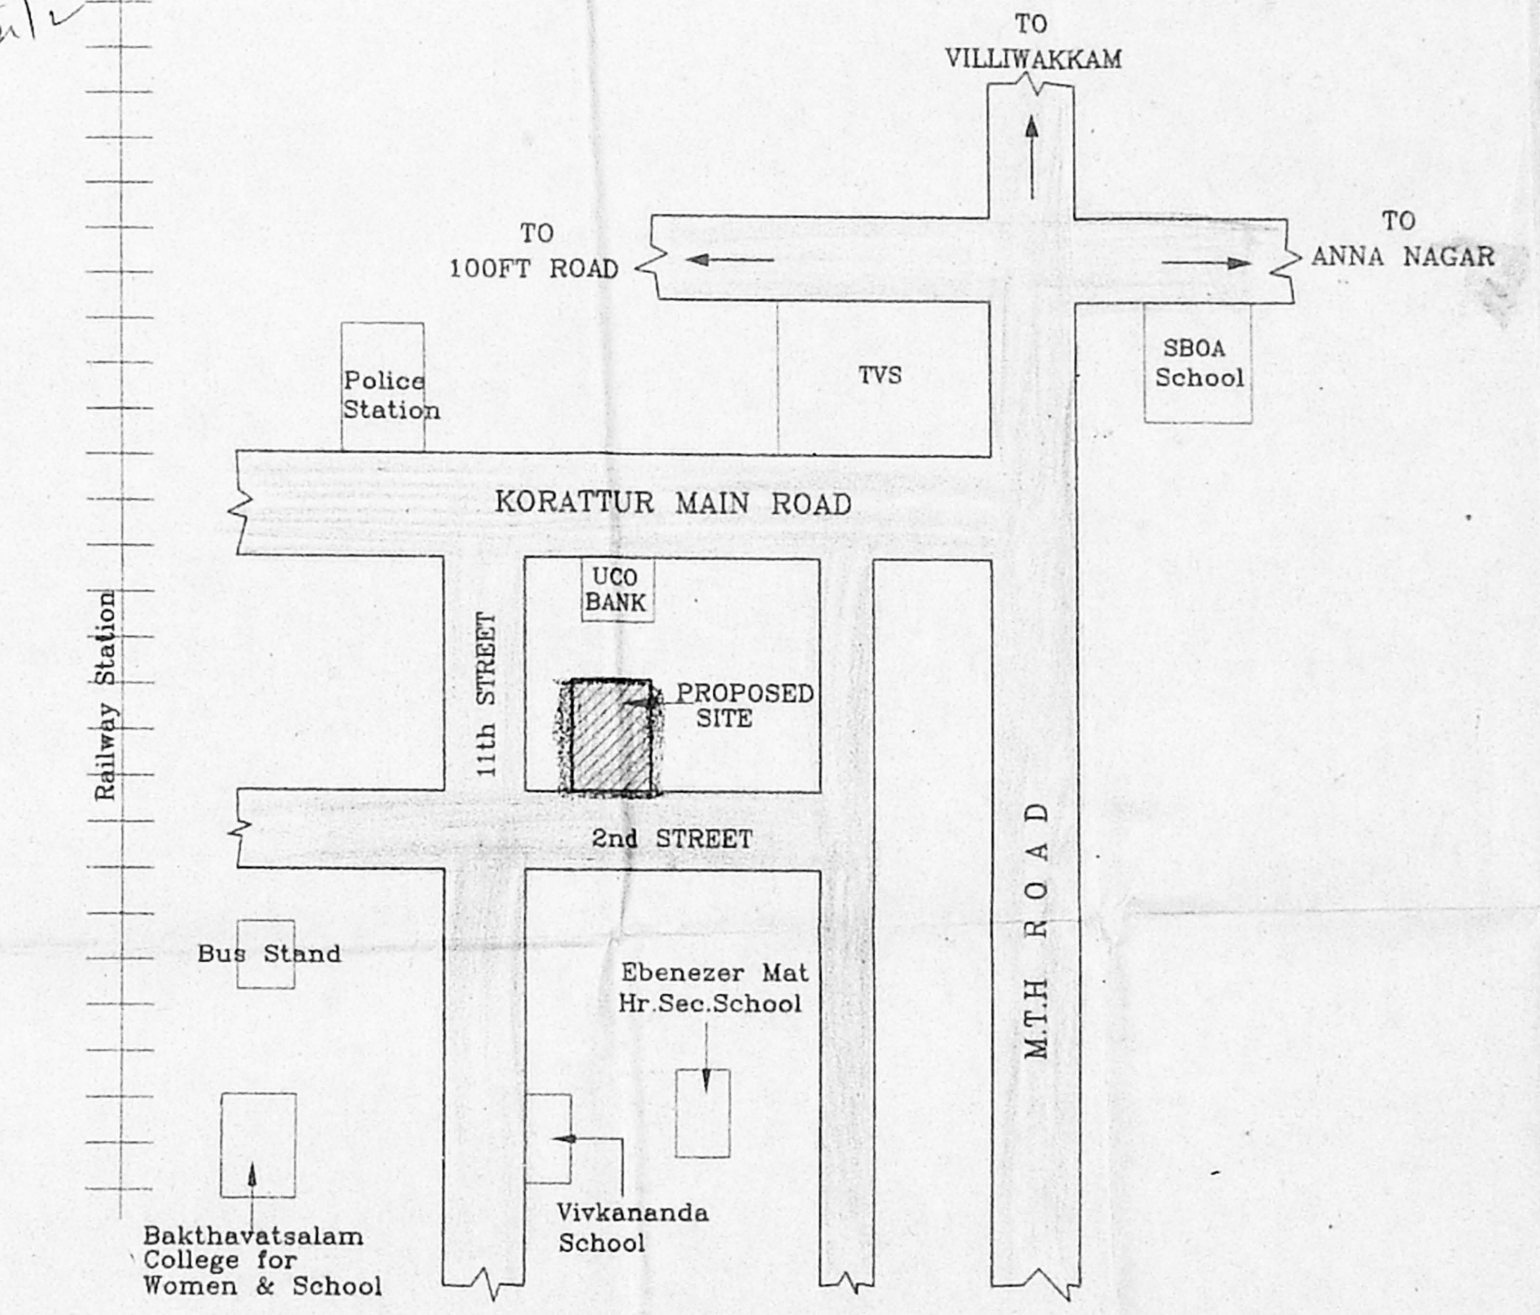 TO
VILLIWAKKAM
TO
100FT ROAD
TO
ANNA NAGAR
Police
Station
TVS
SBOA
School
KORATTUR MAIN ROAD
UCO
BANK
11th STREET
PROPOSED
SITE
Railway Station
2nd STREET
M.T.H ROAD
Bus Stand
Ebenezer Mat
Hr.Sec.School
Vivkananda
School
Bakthavatsalam
College for
Women & School